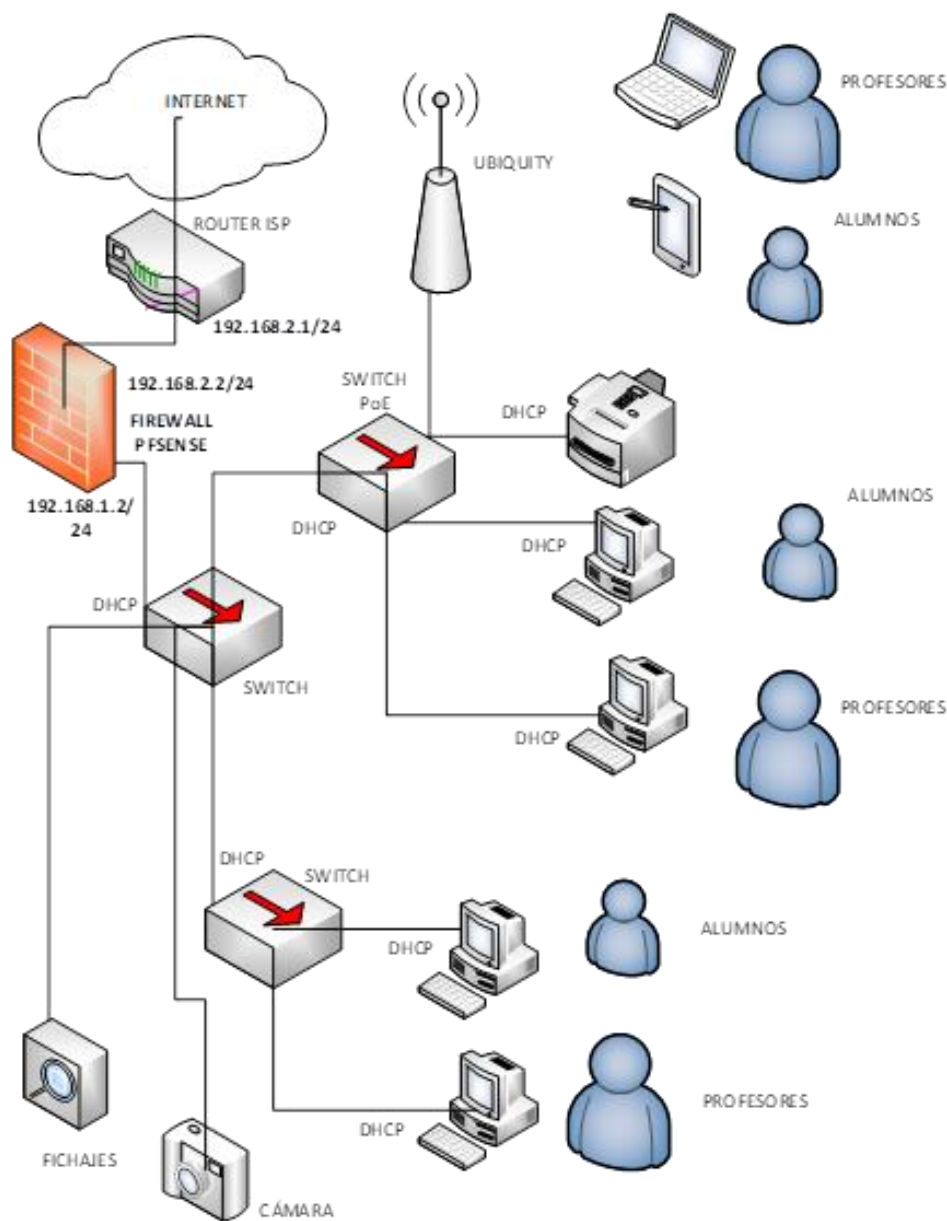 INTERNET
ROUTER ISP
192.168.2.1/24
192.168.2.2/24
FIREWALL
PFSENSE
192.168.1.2/
24
UBIQUITY
PROFESORES
ALUMNOS
SWITCH
PoE
DHCP
DHCP
ALUMNOS
DHCP
DHCP
SWITCH
PROFESORES
DHCP
DHCP
SWITCH
ALUMNOS
DHCP
PROFESORES
DHCP
FICHAJES
CÁMARA